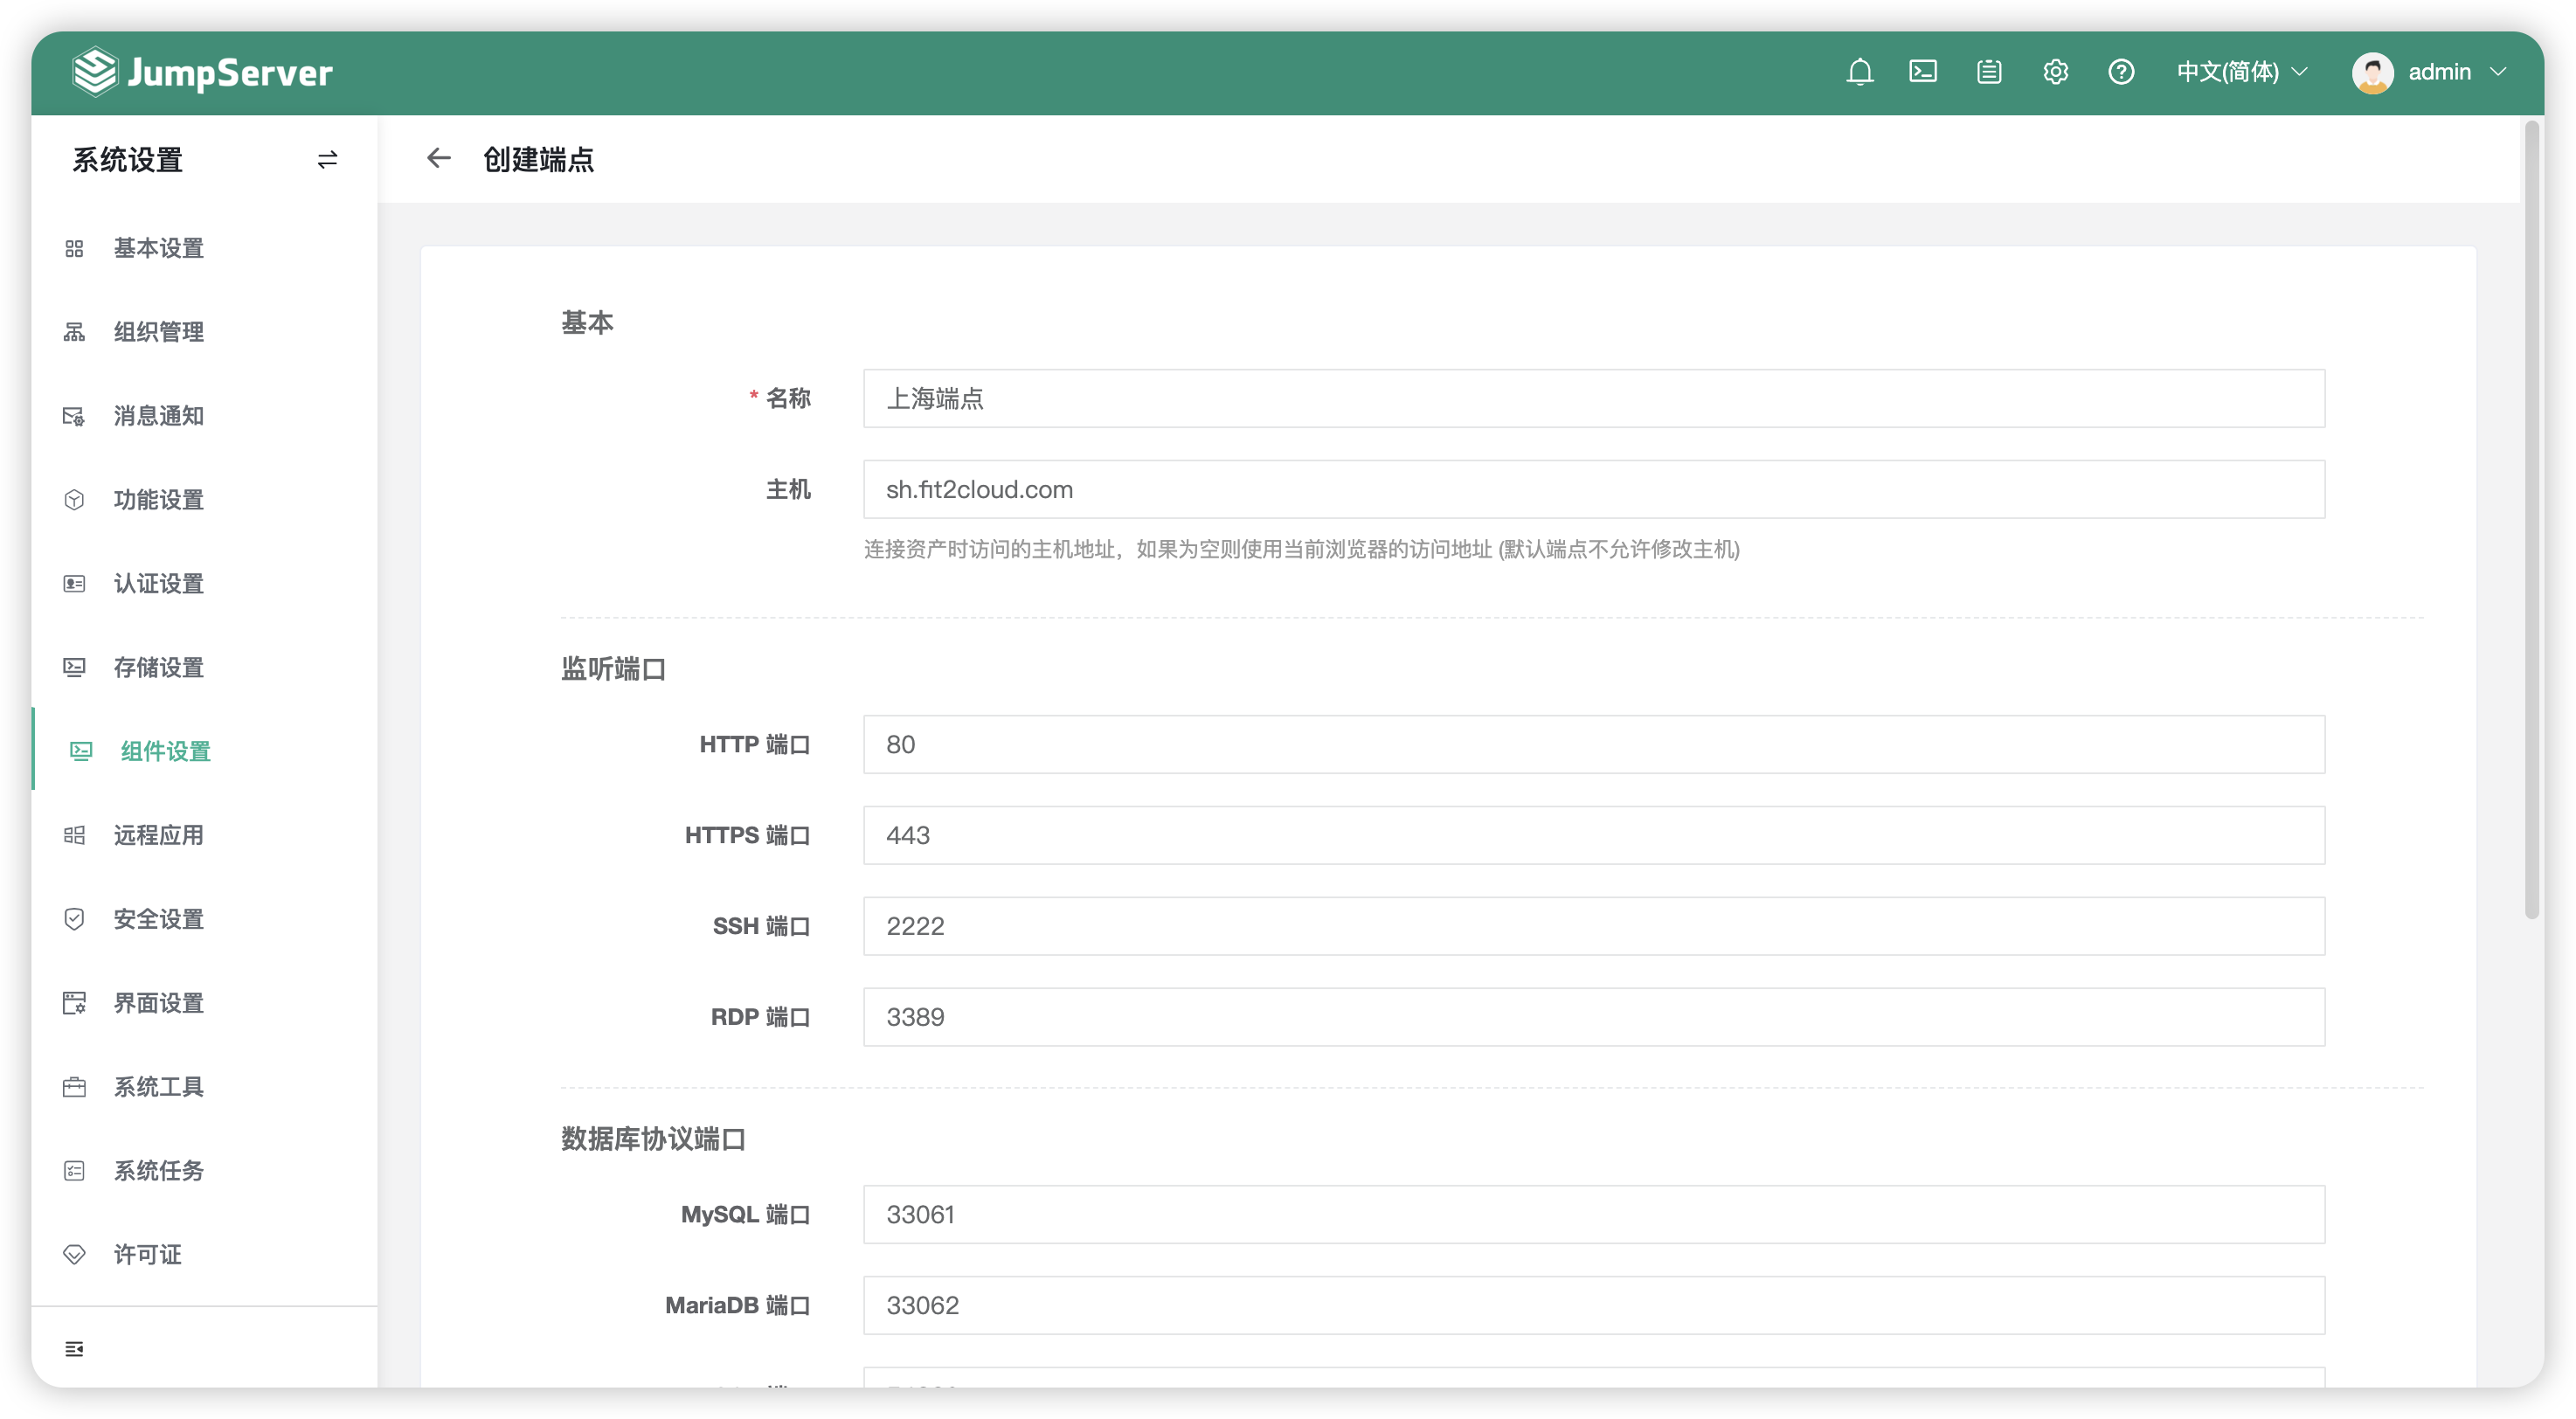 JumpServer
中文(简体)
admin
系统设置
创建端点
基本设置
组织管理
消息通知
功能设置
认证设置
存储设置
组件设置
远程应用
安全设置
界面设置
系统工具
系统任务
许可证
基本
* 名称
上海端点
主机
sh.fit2cloud.com
连接资产时访问的主机地址，如果为空则使用当前浏览器的访问地址 (默认端点不允许修改主机)
监听端口
HTTP 端口
80
HTTPS 端口
443
SSH 端口
2222
RDP 端口
3389
数据库协议端口
MySQL 端口
33061
MariaDB 端口
33062